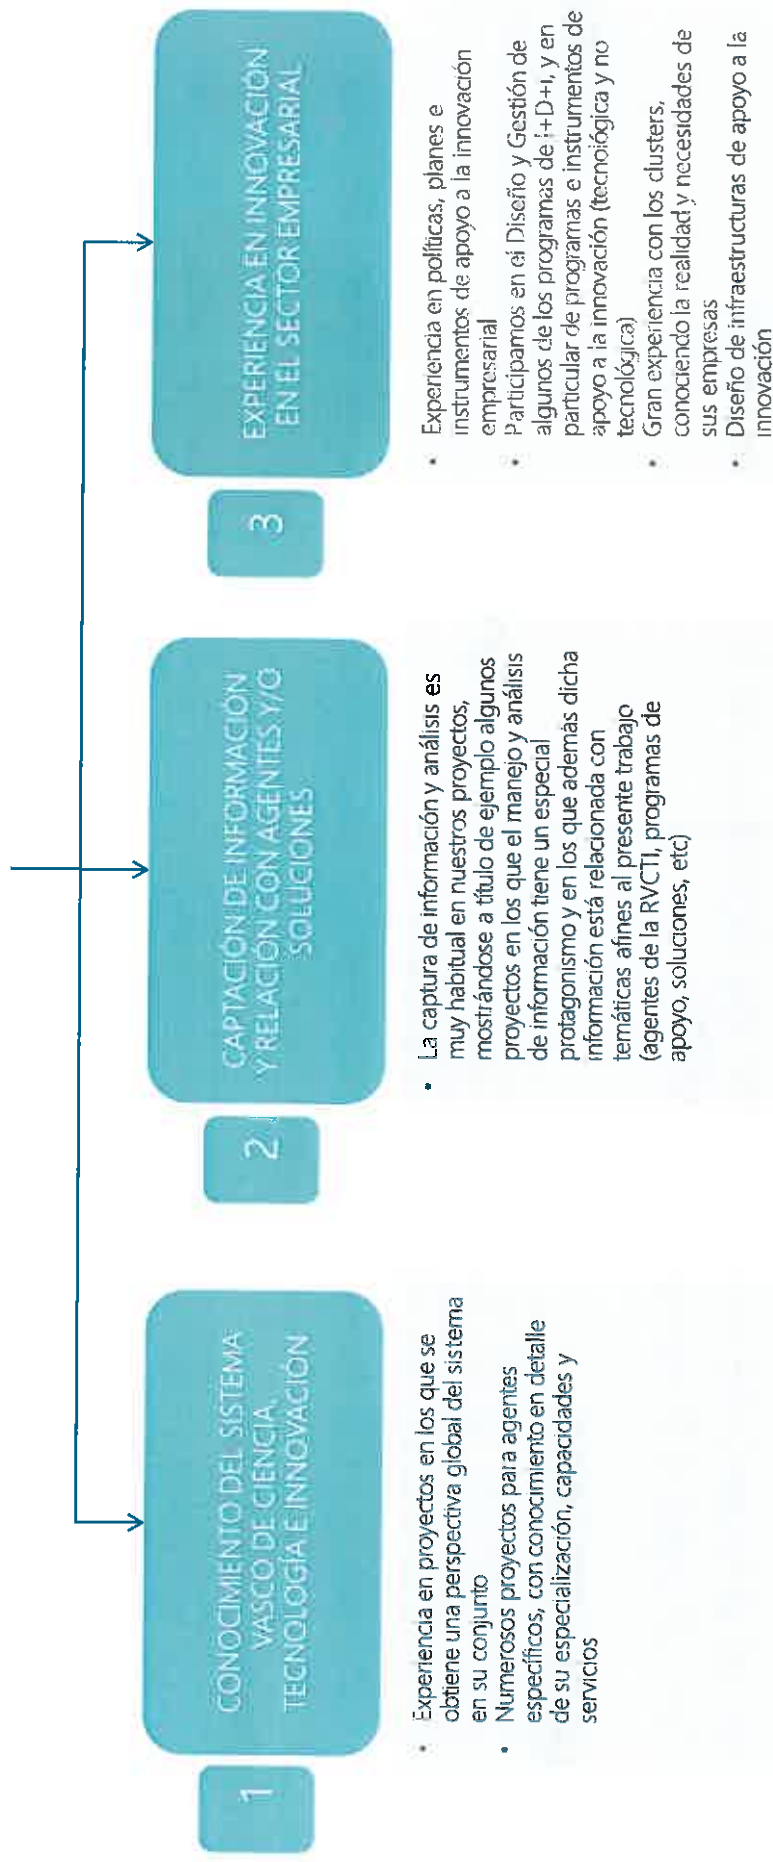 1
CONOCIMIENTO DEL SISTEMA
VASCO DE CIENCIA,
TECNOLOGÍA E INNOVACIÓN
• Experiencia en proyectos en los que se
obtiene una perspectiva global del sistema
en su conjunto
• Numerosos proyectos para agentes
específicos, con conocimiento en detalle
de su especialización, capacidades y
servicios
2
CAPTACIÓN DE INFORMACIÓN
Y RELACIÓN CON AGENTES Y/O
SOLUCIONES
• La captura de información y análisis es
muy habitual en nuestros proyectos,
mostrándose a título de ejemplo algunos
proyectos en los que el manejo y análisis
de información tiene un especial
protagonismo y en los que además dicha
información está relacionada con
temáticas afines al presente trabajo
(agentes de la RVCTI, programas de
apoyo, soluciones, etc)
3
EXPERIENCIA EN INNOVACIÓN
EN EL SECTOR EMPRESARIAL
• Experiencia en políticas, planes e
instrumentos de apoyo a la innovación
empresarial
• Participamos en el Diseño y Gestión de
algunos de los programas de I+D+i, y en
particular de programas e instrumentos de
apoyo a la innovación (tecnológica y no
tecnológica)
• Gran experiencia con los clusters,
conociendo la realidad y necesidades de
sus empresas
• Diseño de infraestructuras de apoyo a la
innovación